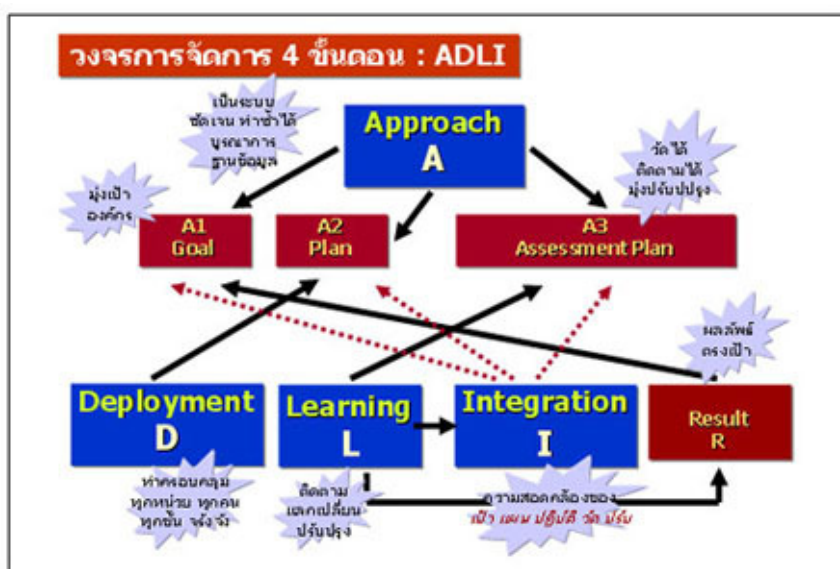 วงจรการจัดการ 4 ขั้นตอน : ADLI
เป็นระบบ
ชัดเจน ทำซ้ำได้
บูรณาการ
ฐานข้อมูล
Approach
A
วัดได้
ติดตามได้
มุ่งปรับปปรุง
มุ่งเป้า
องค์กร
A1
Goal
A2
Plan
A3
Assessment Plan
ผลลัพธ์
ตรงเป้า
Deployment
D
Learning
L
Integration
I
Result
R
ทำครอบคลุม
ทุกหน่วย ทุกคน
ทุกขั้น จริงจัง
ติดตาม
แลกเปลี่ยน
ปรับปรุง
ความสอดคล้องของ
เป้า แผน ปฏิบัติ วัด ปรับ